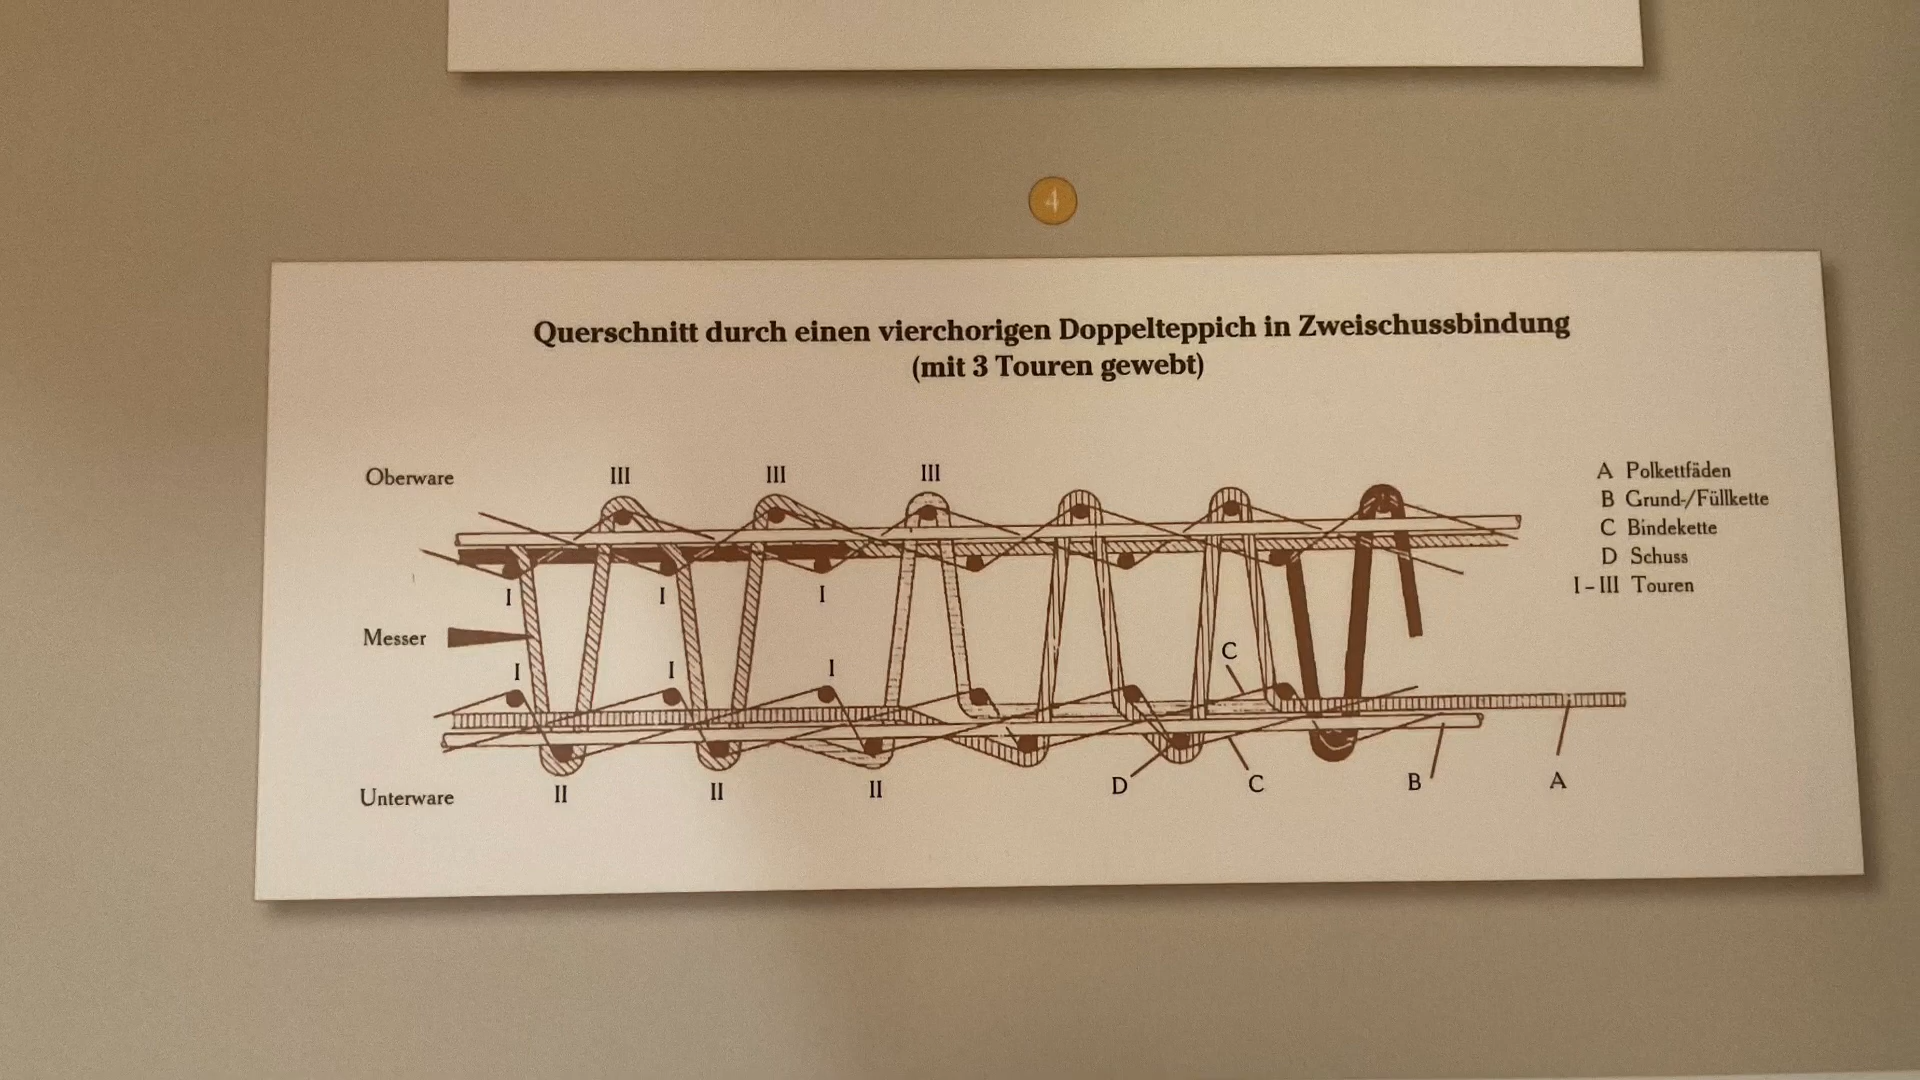 4
Querschnitt durch einen vierchorigen Doppelteppich in Zweischussbindung
(mit 3 Touren gewebt)
Oberware
III III III
I I I
Messer
I I I
C
Unterware
II II II
D C B A
A Polkettfäden
B Grund-/Füllkette
C Bindekette
D Schuss
I – III Touren